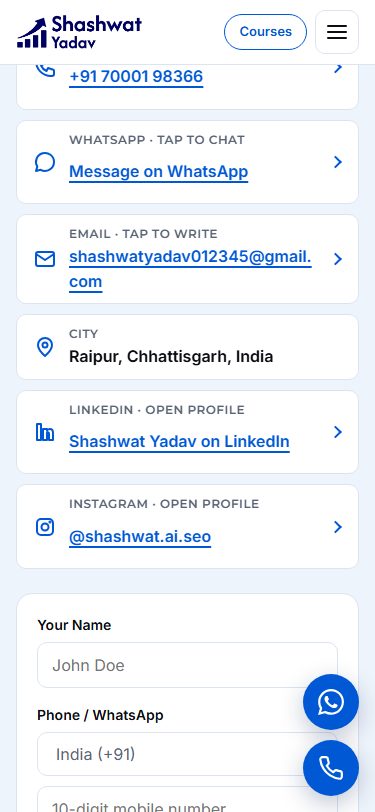 Shashwat
Yadav
Courses
+91 70001 98366
WHATSAPP · TAP TO CHAT
Message on WhatsApp
EMAIL · TAP TO WRITE
shashwatyadav012345@gmail.
com
CITY
Raipur, Chhattisgarh, India
LINKEDIN · OPEN PROFILE
Shashwat Yadav on LinkedIn
INSTAGRAM · OPEN PROFILE
@shashwat.ai.seo
Your Name
John Doe
Phone / WhatsApp
India (+91)
10-digit mobile number